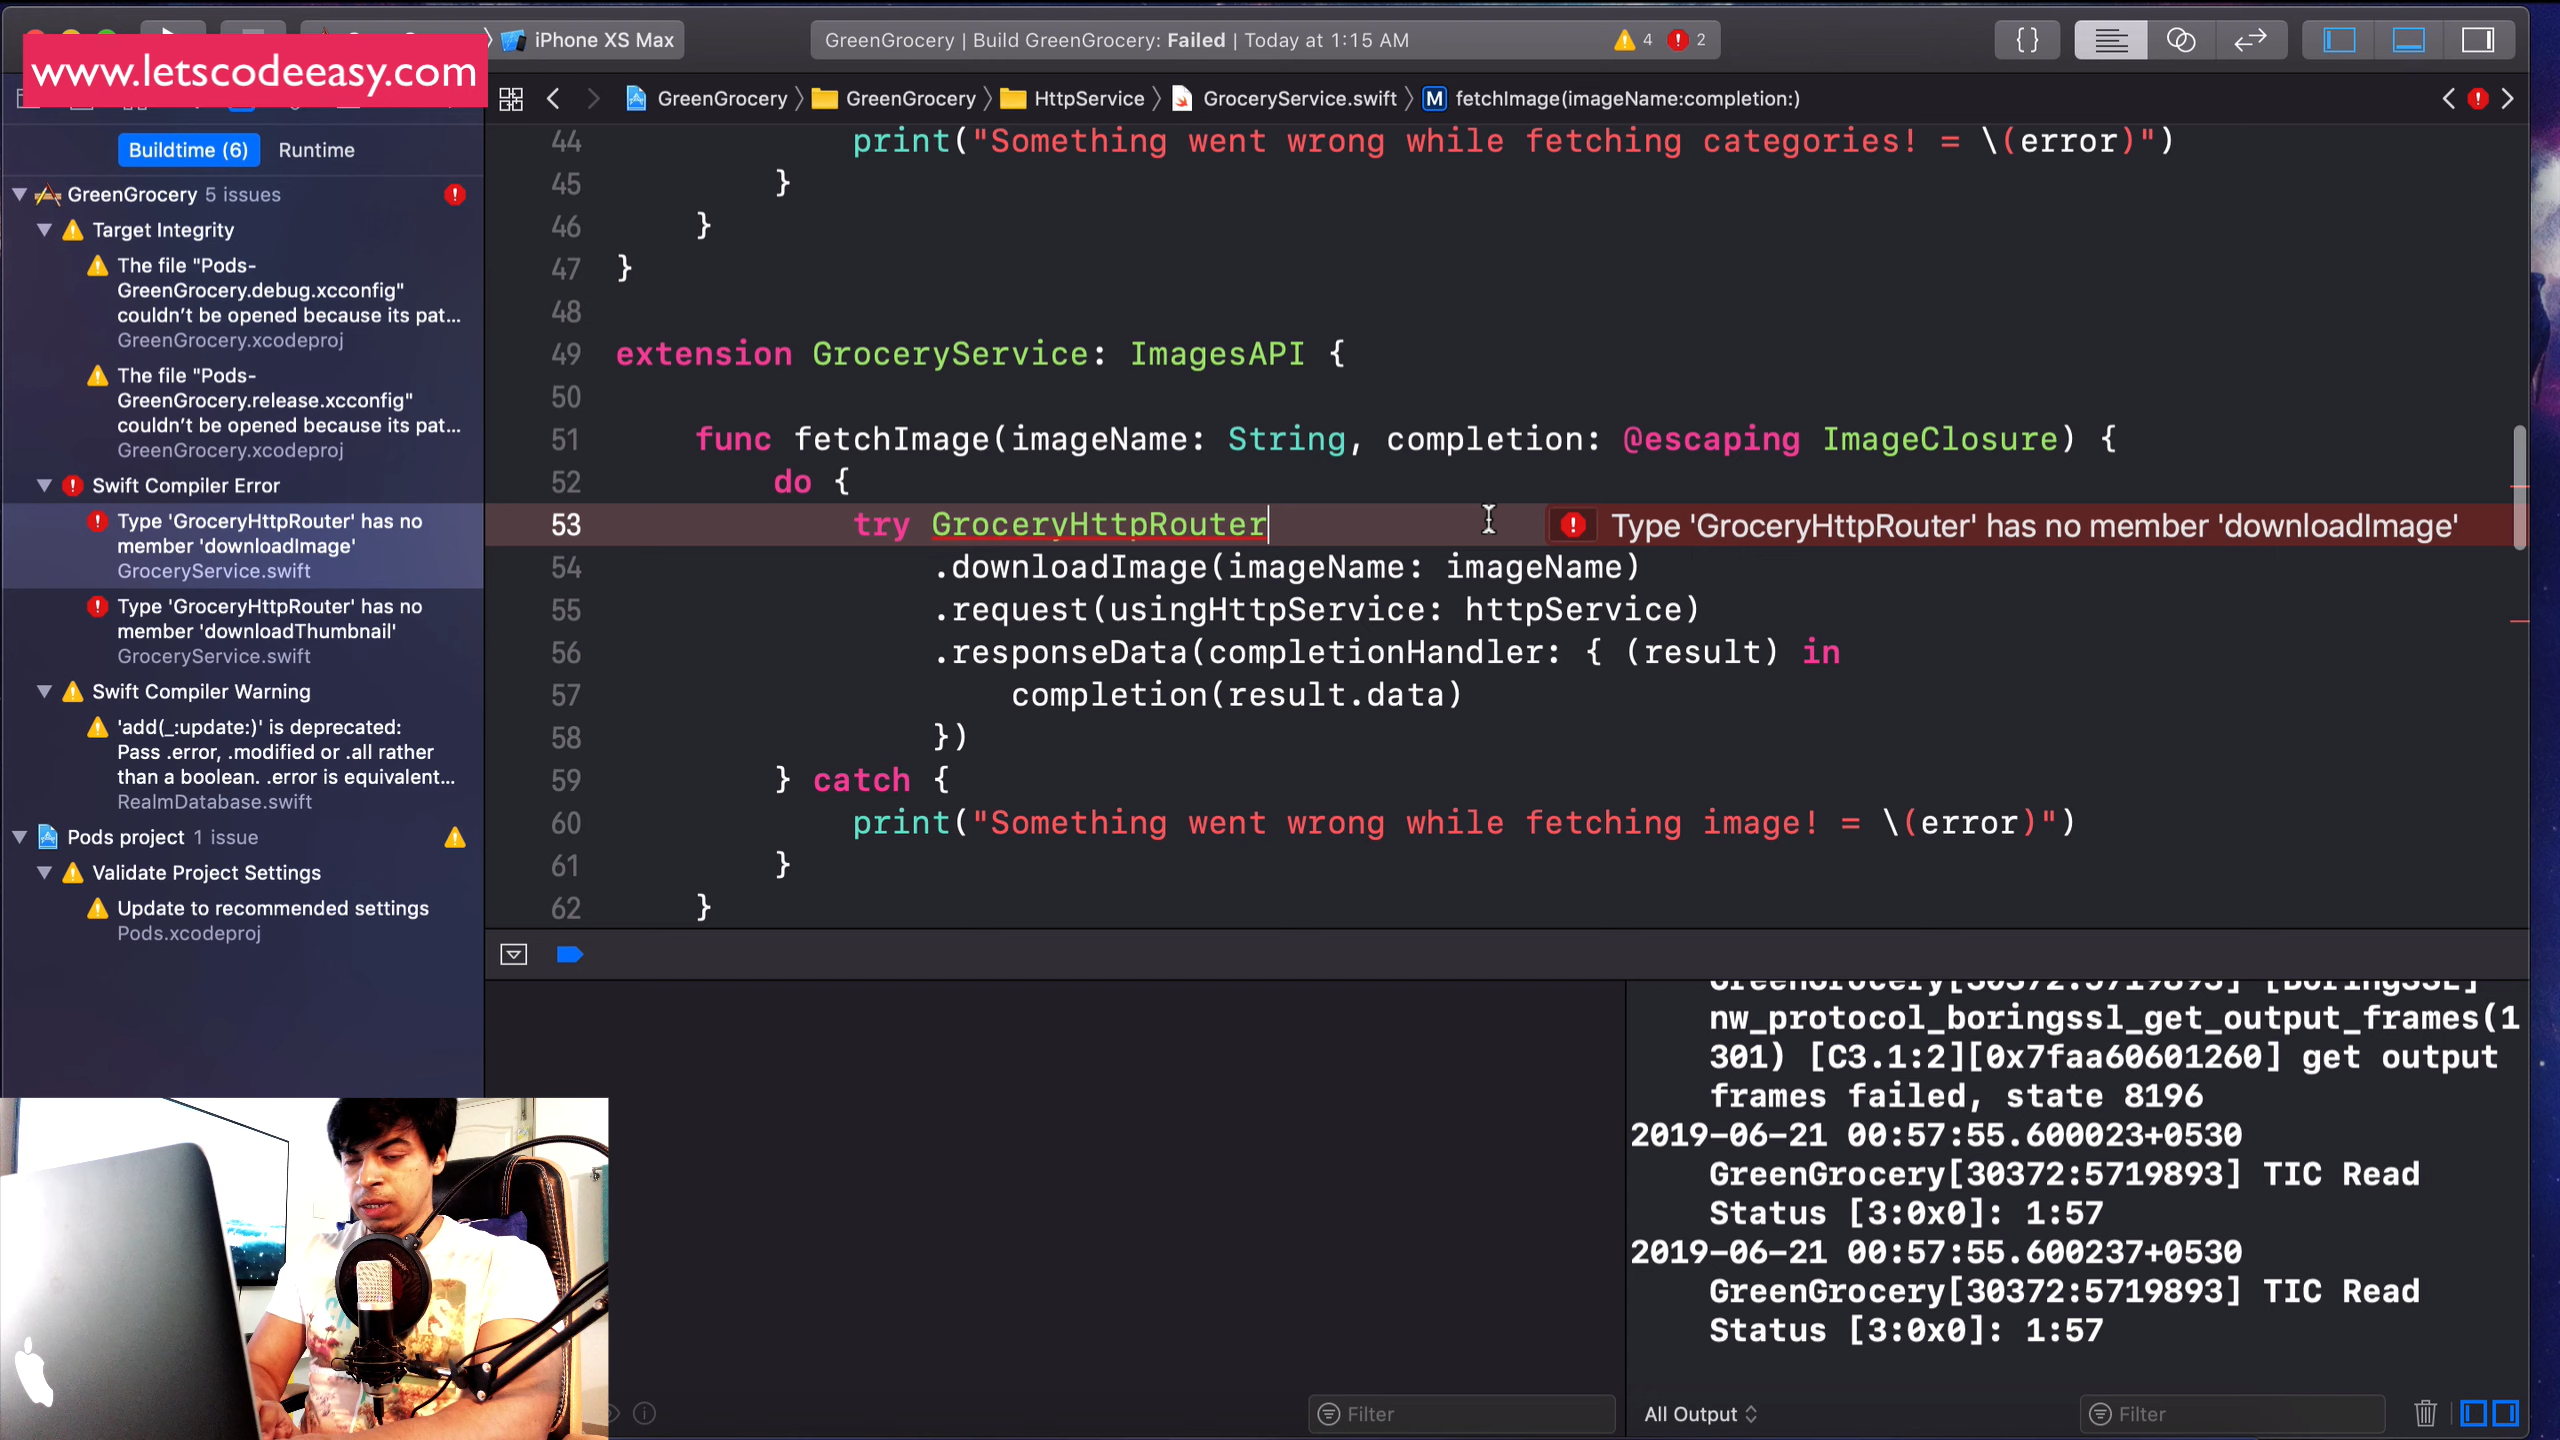 iPhone XS Max
GreenGrocery | Build GreenGrocery: Failed | Today at 1:15 AM
4
2
www.letscodeeasy.com
GreenGrocery
GreenGrocery
HttpService
GroceryService.swift
M
fetchImage(imageName:completion:)
Buildtime (6)
Runtime
GreenGrocery 5 issues
Target Integrity
The file "Pods-
GreenGrocery.debug.xcconfig"
couldn't be opened because its pat...
GreenGrocery.xcodeproj
The file "Pods-
GreenGrocery.release.xcconfig"
couldn't be opened because its pat...
GreenGrocery.xcodeproj
Swift Compiler Error
Type 'GroceryHttpRouter' has no
member 'downloadImage'
GroceryService.swift
Type 'GroceryHttpRouter' has no
member 'downloadThumbnail'
GroceryService.swift
Swift Compiler Warning
'add(_:update:)' is deprecated:
Pass .error, .modified or .all rather
than a boolean. .error is equivalent...
RealmDatabase.swift
Pods project 1 issue
Validate Project Settings
Update to recommended settings
Pods.xcodeproj
44 print("Something went wrong while fetching categories! = \(error)")
45 }
46 }
47 }
48
49 extension GroceryService: ImagesAPI {
50
51 func fetchImage(imageName: String, completion: @escaping ImageClosure) {
52 do {
53 try GroceryHttpRouter
Type 'GroceryHttpRouter' has no member 'downloadImage'
54 .downloadImage(imageName: imageName)
55 .request(usingHttpService: httpService)
56 .responseData(completionHandler: { (result) in
57 completion(result.data)
58 })
59 } catch {
60 print("Something went wrong while fetching image! = \(error)")
61 }
62 }
nw_protocol_boringssl_get_output_frames(1
301) [C3.1:2][0x7faa60601260] get output
frames failed, state 8196
2019-06-21 00:57:55.600023+0530
GreenGrocery[30372:5719893] TIC Read
Status [3:0x0]: 1:57
2019-06-21 00:57:55.600237+0530
GreenGrocery[30372:5719893] TIC Read
Status [3:0x0]: 1:57
Filter
All Output
Filter